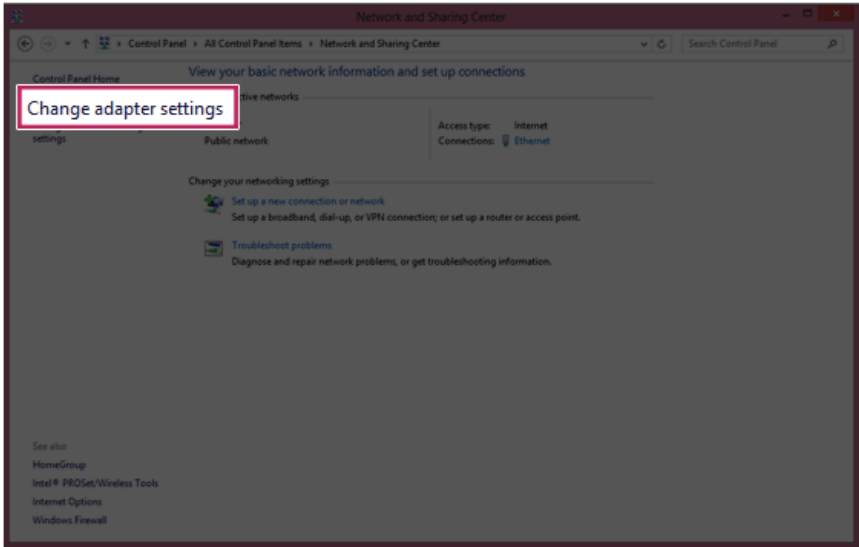 Network and Sharing Center
Control Panel › All Control Panel Items › Network and Sharing Center
Search Control Panel
Control Panel Home
View your basic network information and set up connections
Change adapter settings
tive networks
settings
Public network
Access type: Internet
Connections: Ethernet
Change your networking settings
Set up a new connection or network
Set up a broadband, dial-up, or VPN connection; or set up a router or access point.
Troubleshoot problems
Diagnose and repair network problems, or get troubleshooting information.
See also
HomeGroup
Intel® PROSet/Wireless Tools
Internet Options
Windows Firewall